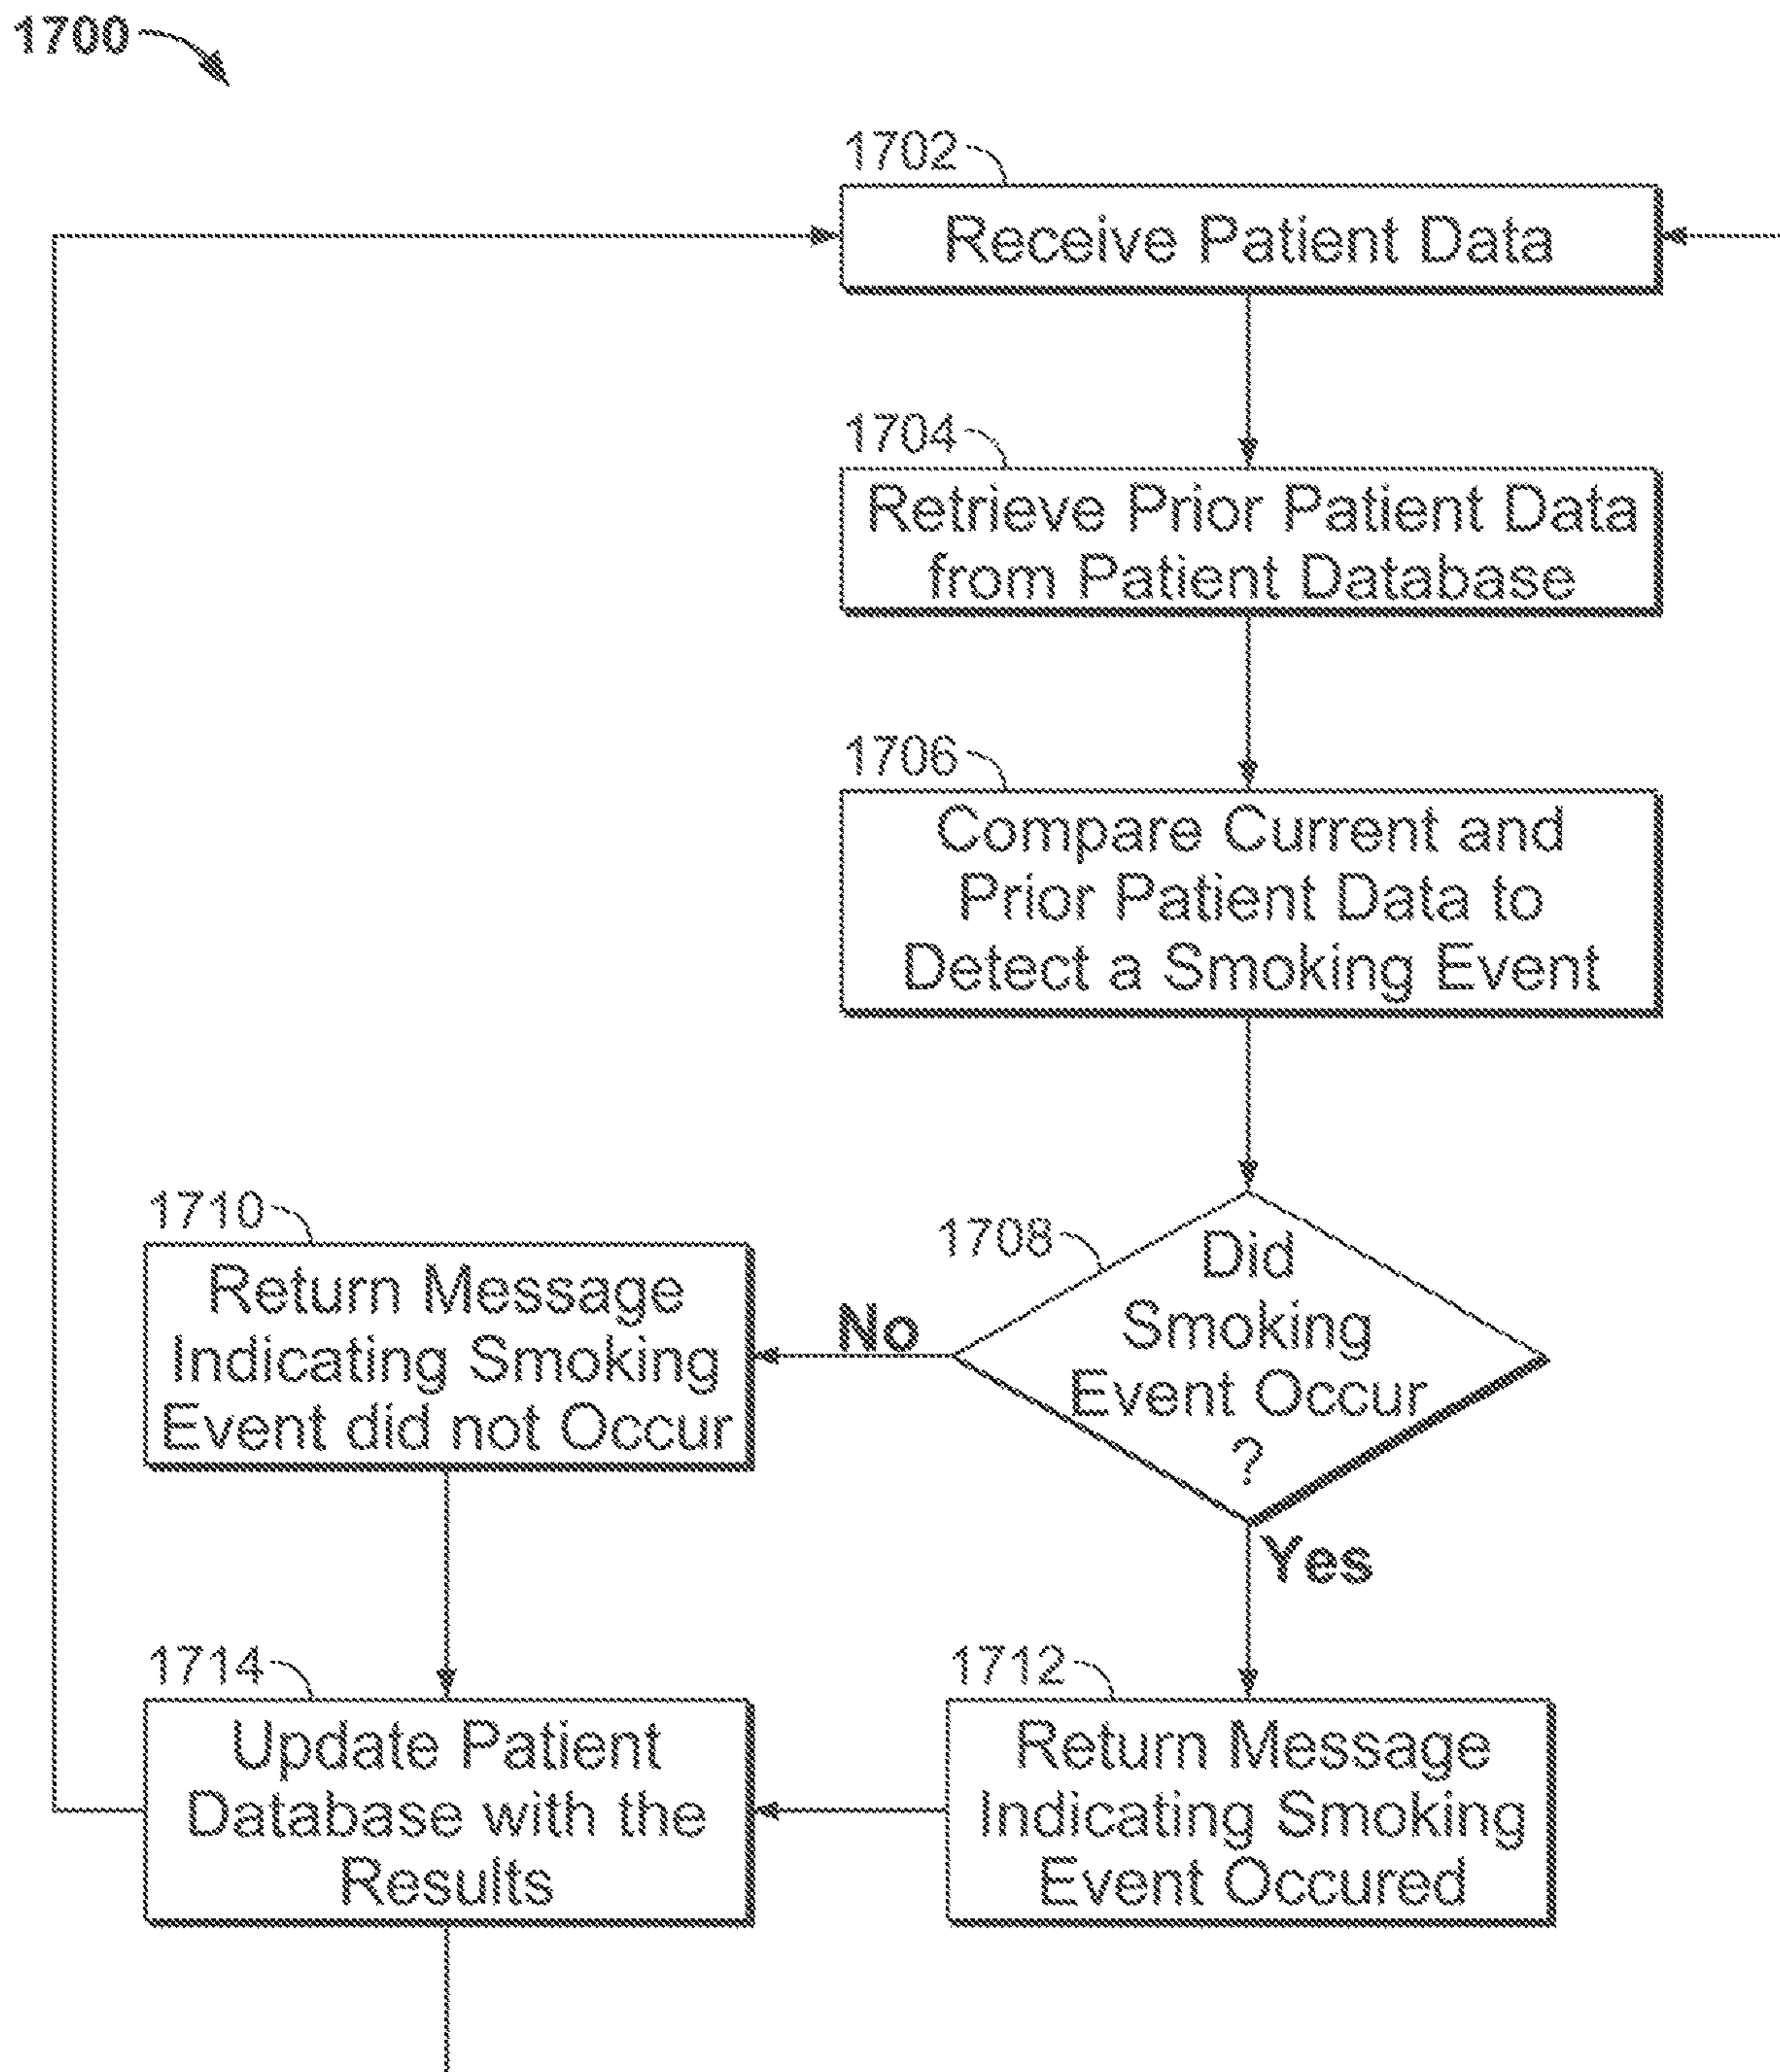 1700
1702
Receive Patient Data
1704
Retrieve Prior Patient Data
from Patient Database
1706
Compare Current and
Prior Patient Data to
Detect a Smoking Event
1708
Did
Smoking
Event Occur
?
No
Yes
1710
Return Message
Indicating Smoking
Event did not Occur
1712
Return Message
Indicating Smoking
Event Occured
1714
Update Patient
Database with the
Results